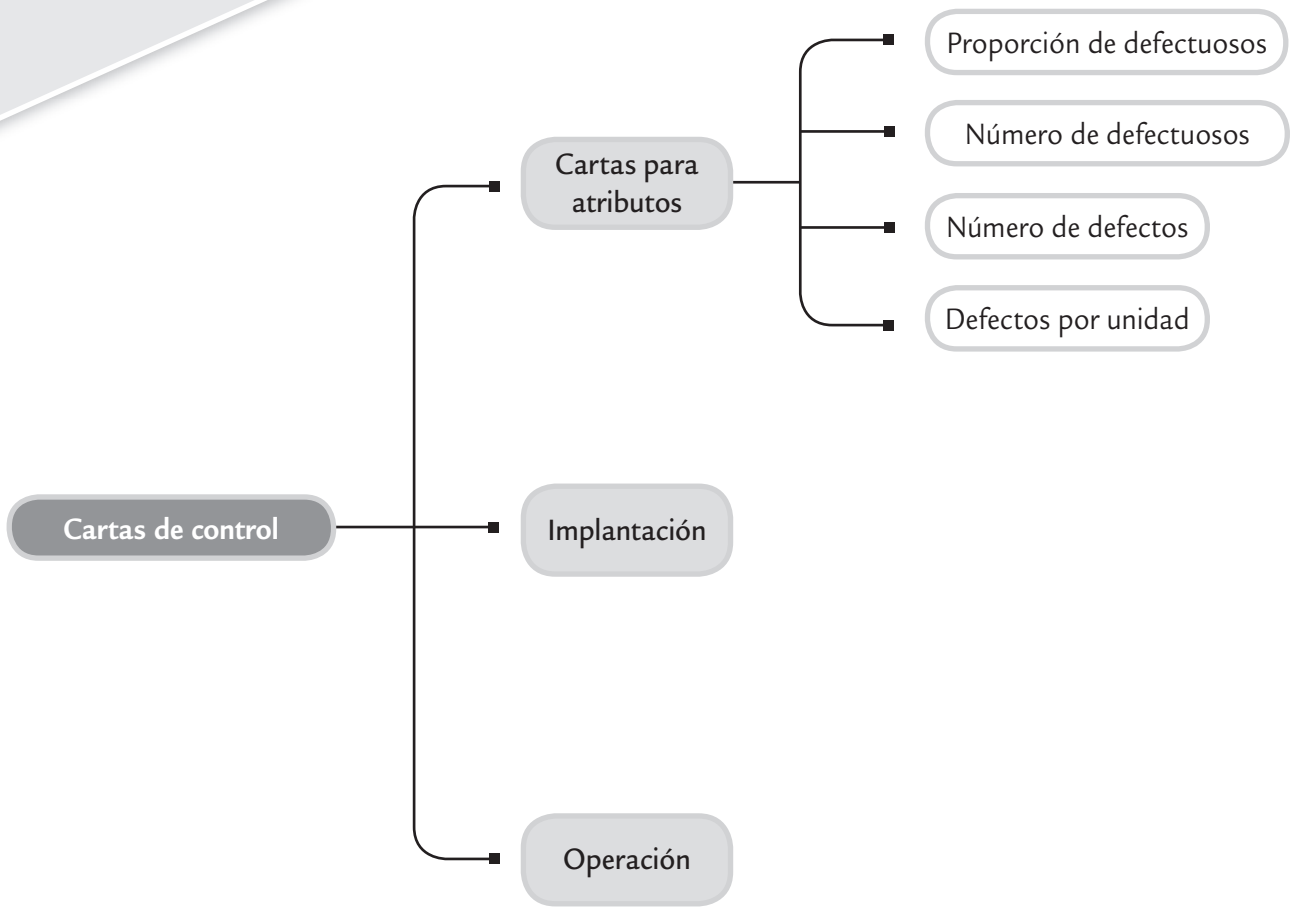 Proporción de defectuosos
Número de defectuosos
Cartas para
atributos
Número de defectos
Defectos por unidad
Cartas de control
Implantación
Operación